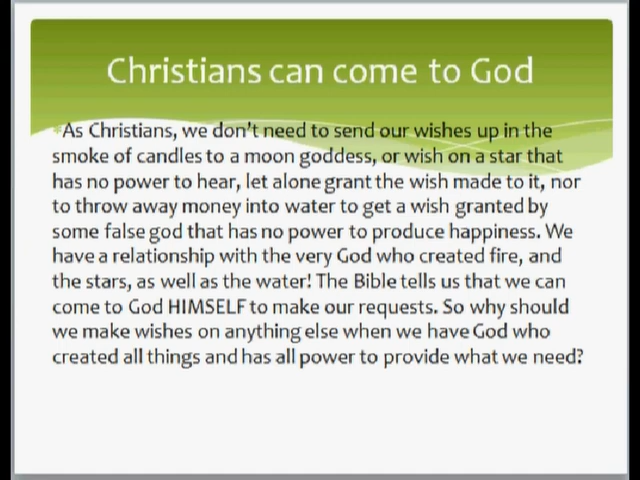 Christians can come to God
*As Christians, we don't need to send our wishes up in the
smoke of candles to a moon goddess, or wish on a star that
has no power to hear, let alone grant the wish made to it, nor
to throw away money into water to get a wish granted by
some false god that has no power to produce happiness. We
have a relationship with the very God who created fire, and
the stars, as well as the water! The Bible tells us that we can
come to God HIMSELF to make our requests. So why should
we make wishes on anything else when we have God who
created all things and has all power to provide what we need?